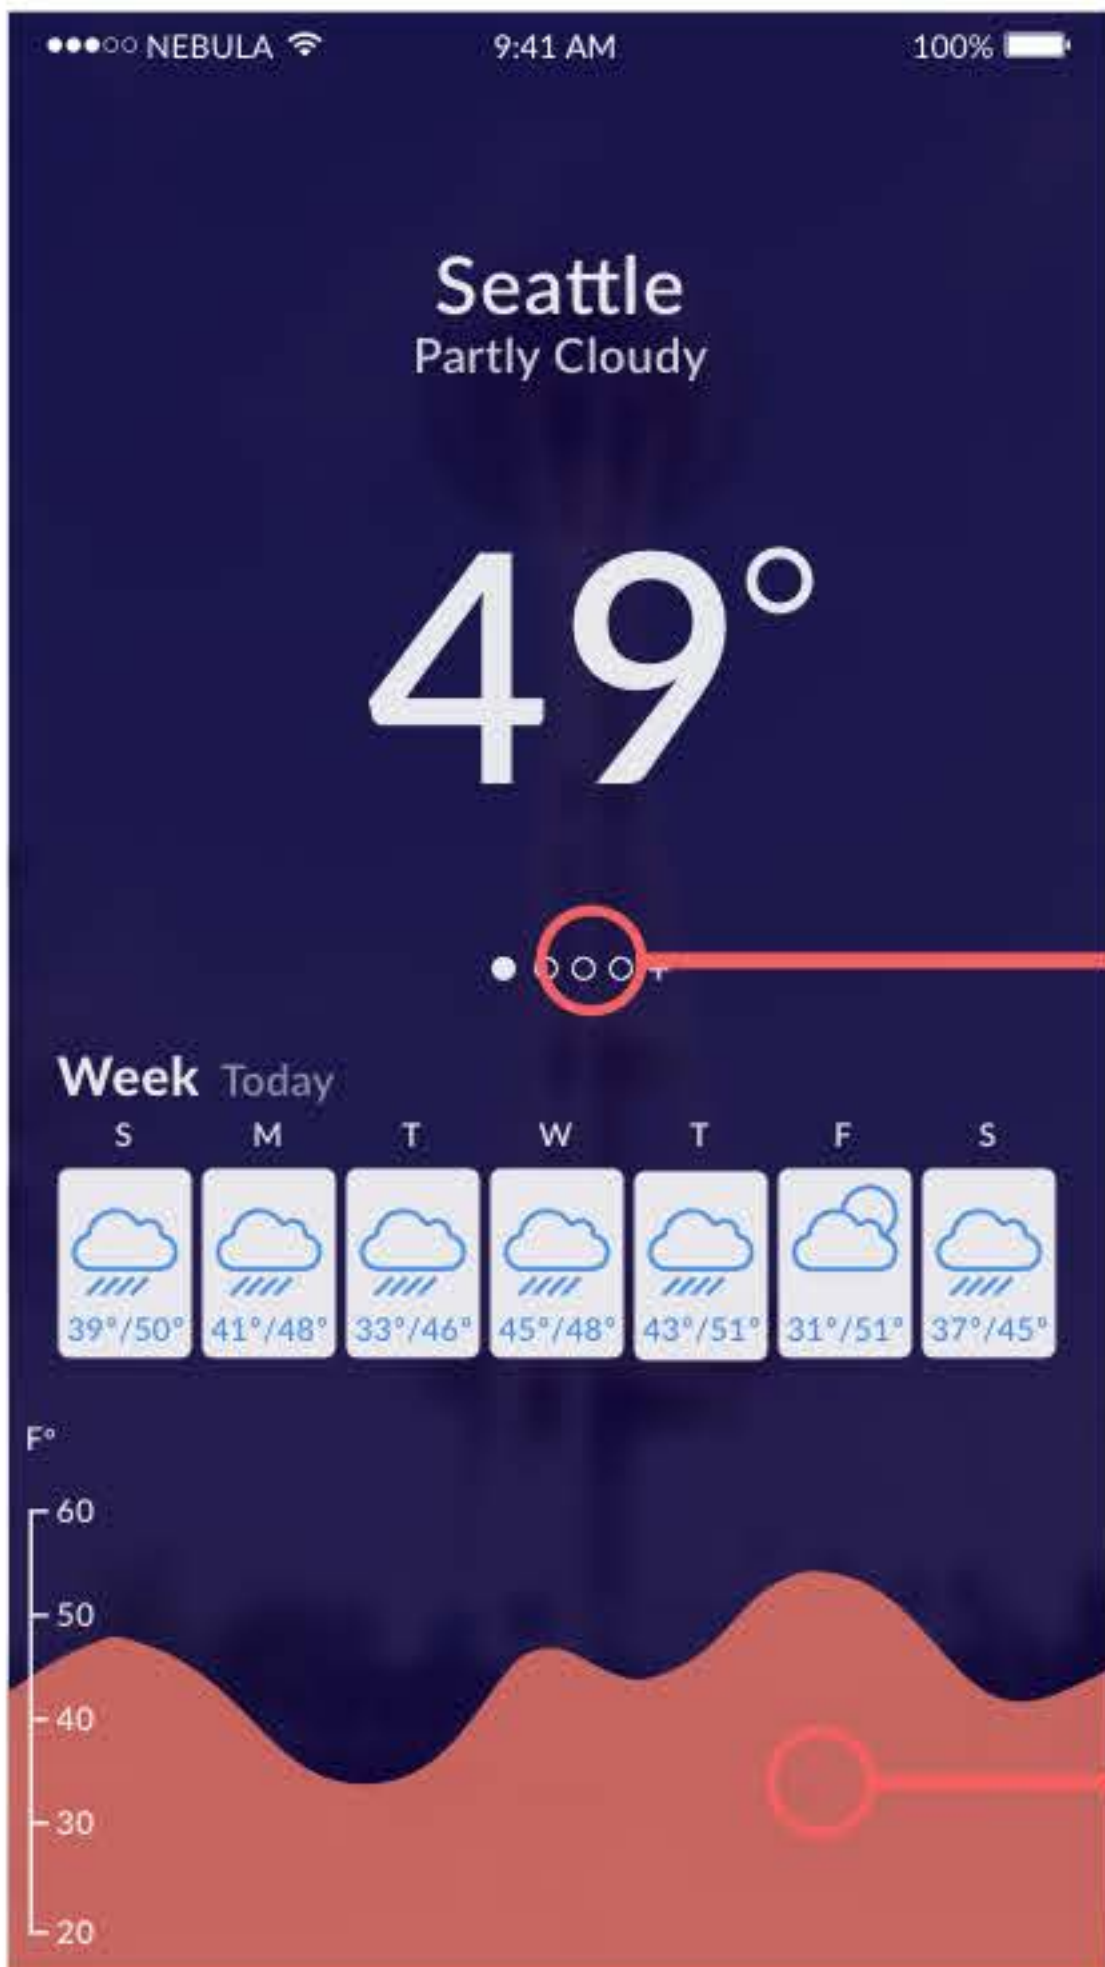 NEBULA 9:41 AM 100%
Seattle
Partly Cloudy
49°
Week Today
S M T W T F S
39°/50° 41°/48° 33°/46° 45°/48° 43°/51° 31°/51° 37°/45°
F°
60
50
40
30
20